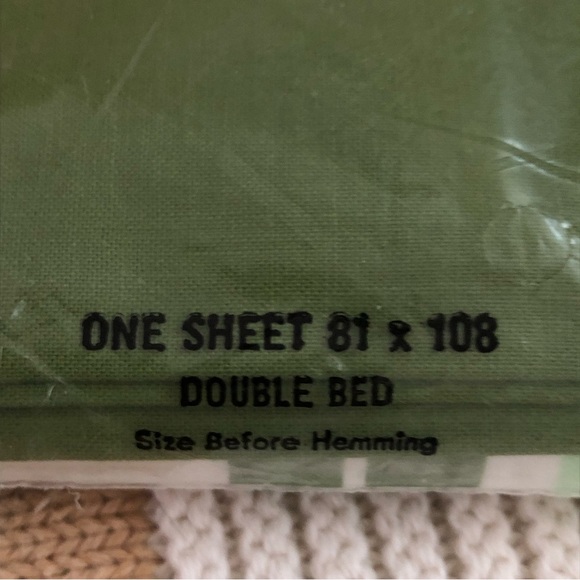 ONE SHEET 81 x 108
DOUBLE BED
Size Before Hemming